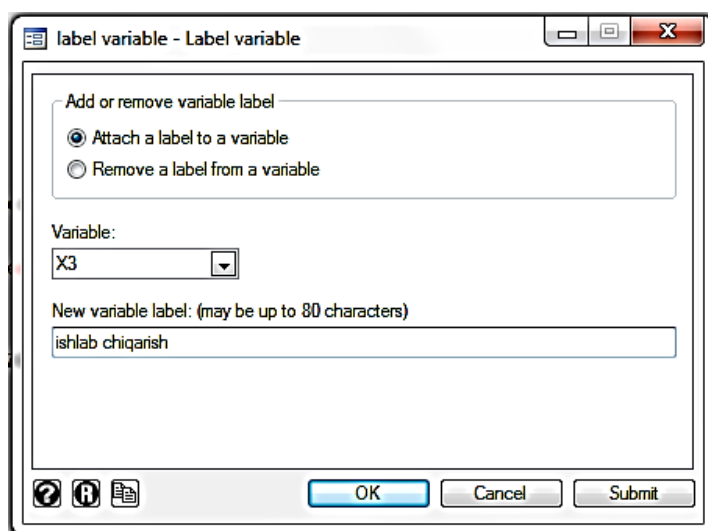 label variable - Label variable
Add or remove variable label
Attach a label to a variable
Remove a label from a variable
Variable:
X3
New variable label: (may be up to 80 characters)
ishlab chiqarish
? R
OK Cancel Submit